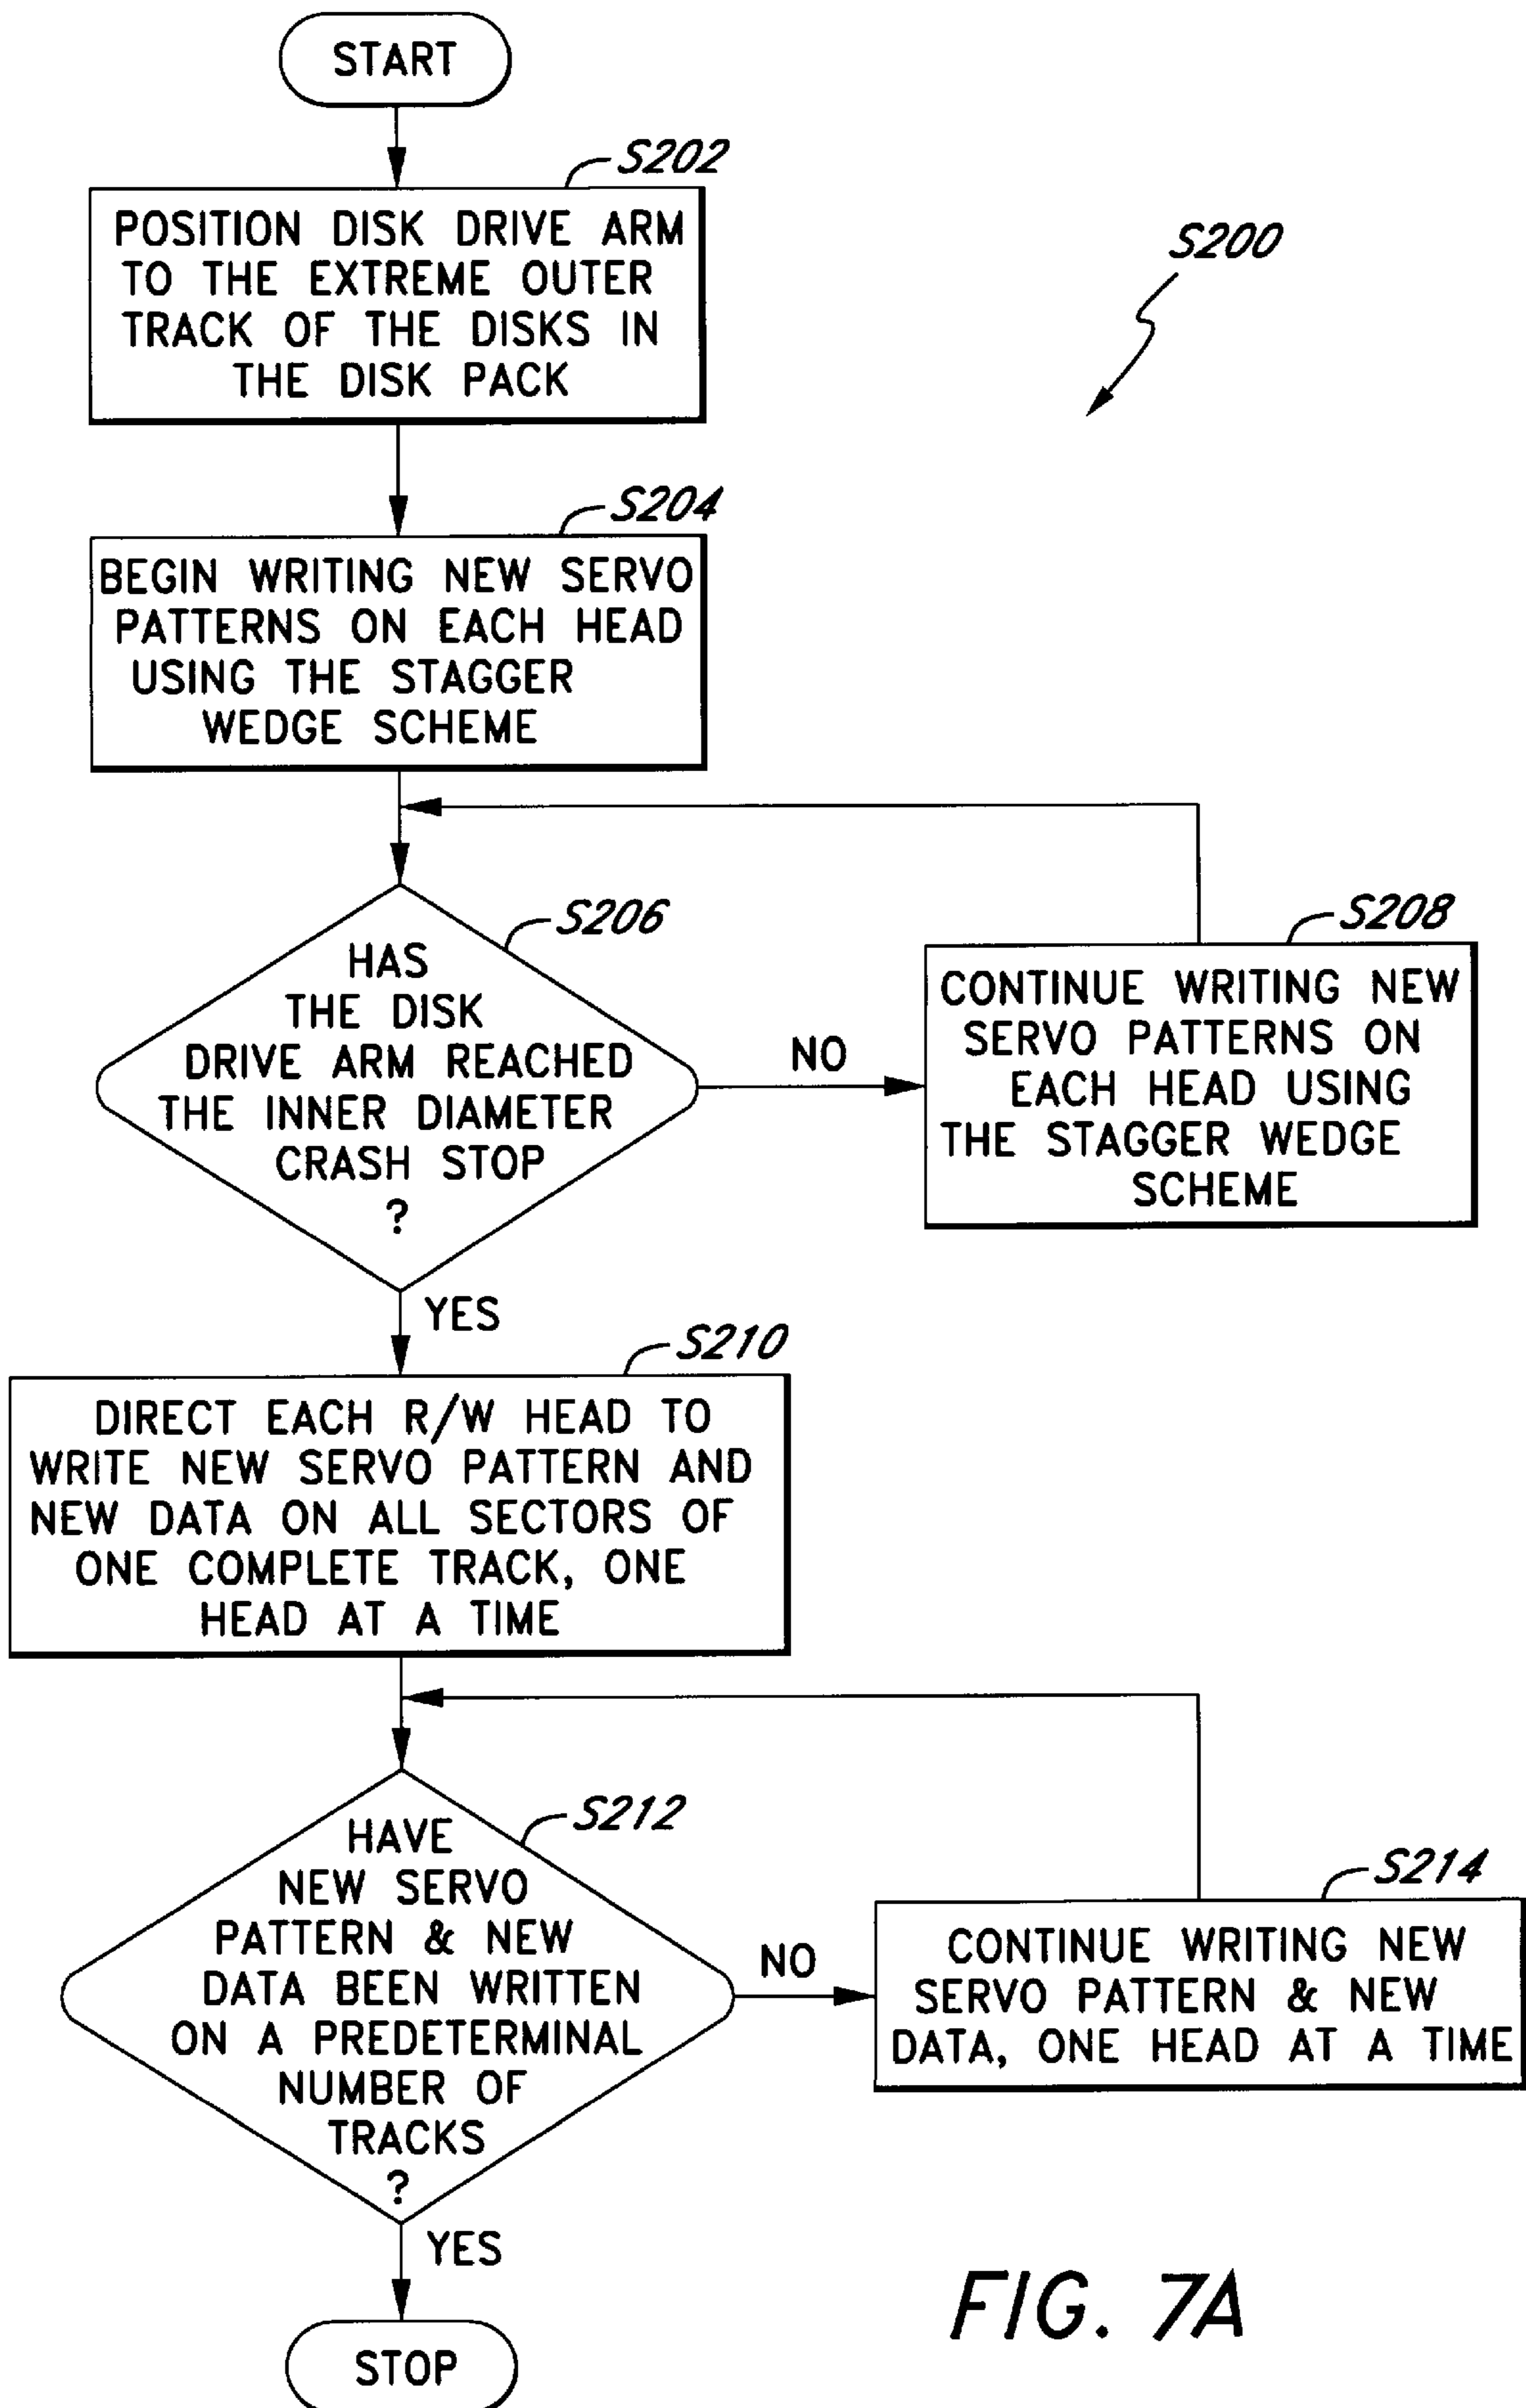 START
S202
POSITION DISK DRIVE ARM
TO THE EXTREME OUTER
TRACK OF THE DISKS IN
THE DISK PACK
S200
S204
BEGIN WRITING NEW SERVO
PATTERNS ON EACH HEAD
USING THE STAGGER
WEDGE SCHEME
S206
HAS
THE DISK
DRIVE ARM REACHED
THE INNER DIAMETER
CRASH STOP
?
NO
S208
CONTINUE WRITING NEW
SERVO PATTERNS ON
EACH HEAD USING
THE STAGGER WEDGE
SCHEME
YES
S210
DIRECT EACH R/W HEAD TO
WRITE NEW SERVO PATTERN AND
NEW DATA ON ALL SECTORS OF
ONE COMPLETE TRACK, ONE
HEAD AT A TIME
S212
HAVE
NEW SERVO
PATTERN & NEW
DATA BEEN WRITTEN
ON A PREDETERMINAL
NUMBER OF
TRACKS
?
NO
S214
CONTINUE WRITING NEW
SERVO PATTERN & NEW
DATA, ONE HEAD AT A TIME
YES
STOP
FIG. 7A